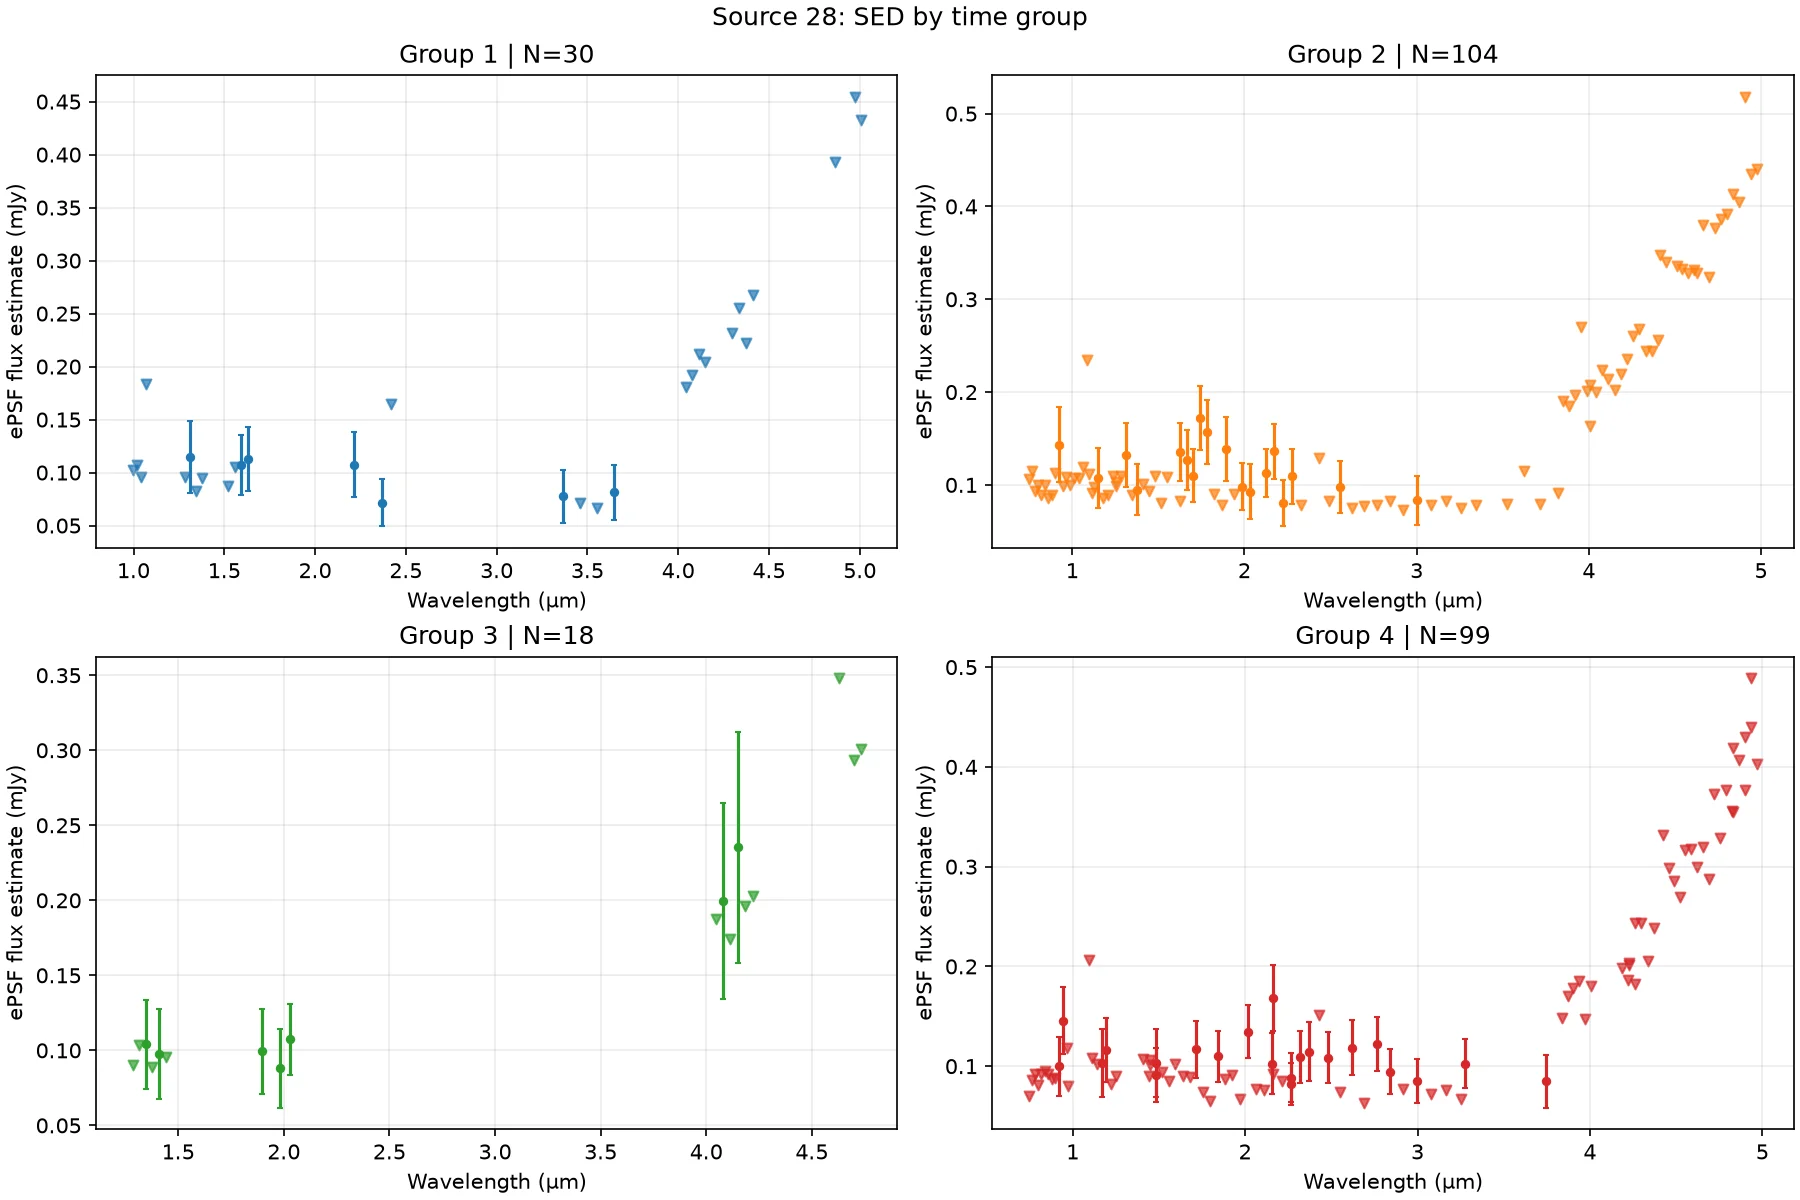 Source 28: SED by time group
Group 1 | N=30
ePSF flux estimate (mJy)
0.45
0.40
0.35
0.30
0.25
0.20
0.15
0.10
0.05
1.0 1.5 2.0 2.5 3.0 3.5 4.0 4.5 5.0
Wavelength (μm)
Group 2 | N=104
ePSF flux estimate (mJy)
0.5
0.4
0.3
0.2
0.1
1 2 3 4 5
Wavelength (μm)
Group 3 | N=18
ePSF flux estimate (mJy)
0.35
0.30
0.25
0.20
0.15
0.10
0.05
1.5 2.0 2.5 3.0 3.5 4.0 4.5
Wavelength (μm)
Group 4 | N=99
ePSF flux estimate (mJy)
0.5
0.4
0.3
0.2
0.1
1 2 3 4 5
Wavelength (μm)